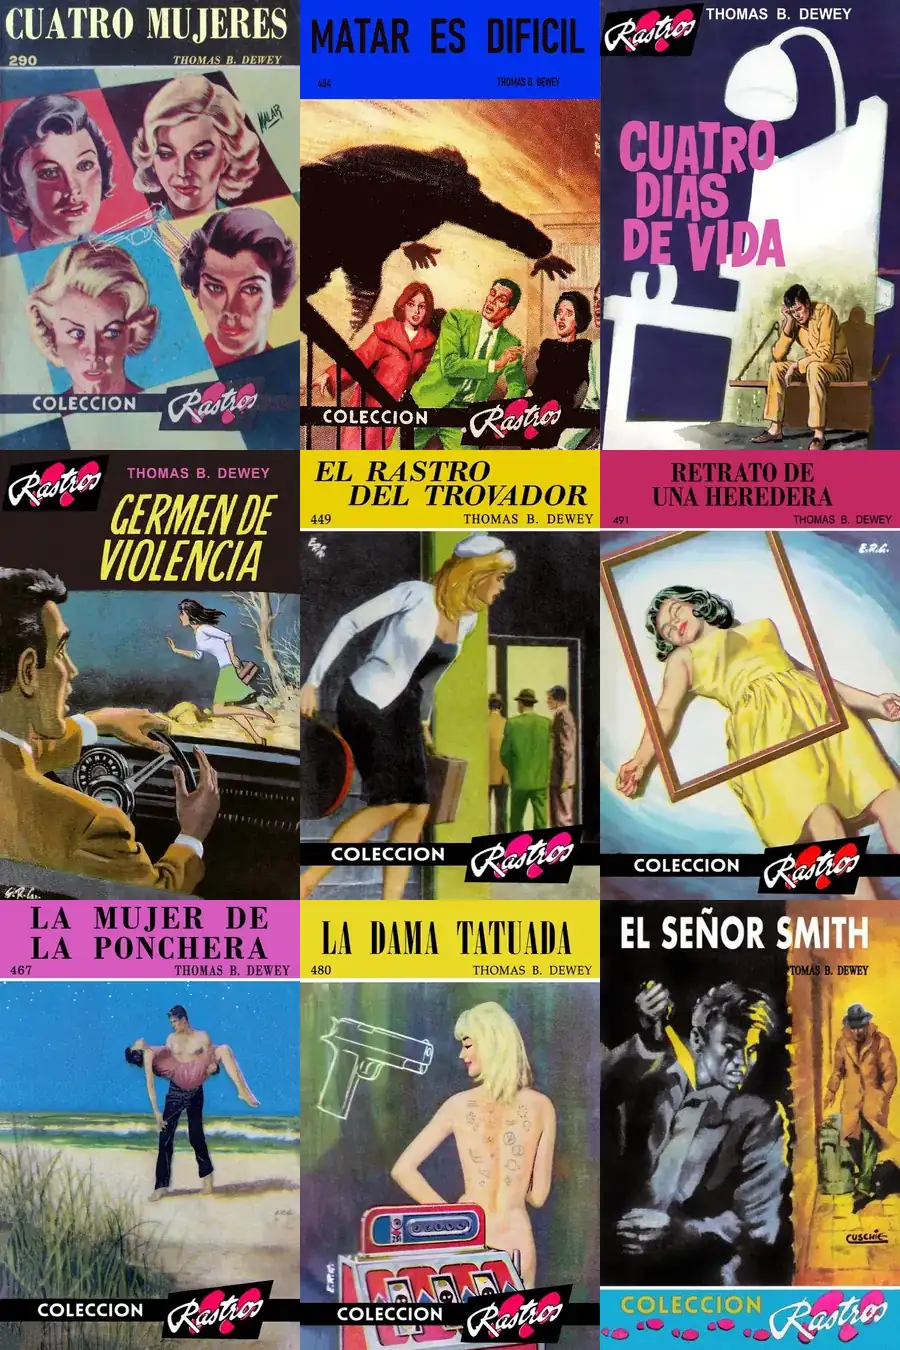 CUATRO MUJERES
290
THOMAS B. DEWEY
MALAR
COLECCION
Rastros
MATAR ES DIFICIL
484
THOMAS B. DEWEY
COLECCION
Rastros
Rastros
THOMAS B. DEWEY
CUATRO
DIAS
DE VIDA
Rastros
THOMAS B. DEWEY
GERMEN DE
VIOLENCIA
E.R.G.
EL RASTRO
DEL TROVADOR
449
THOMAS B. DEWEY
COLECCION
Rastros
RETRATO DE
UNA HEREDERA
491
THOMAS B. DEWEY
E.R.G.
COLECCION
Rastros
LA MUJER DE
LA PONCHERA
467
THOMAS B. DEWEY
E.R.G.
COLECCION
Rastros
LA DAMA TATUADA
480
THOMAS B. DEWEY
E.R.G.
COLECCION
Rastros
EL SEÑOR SMITH
THOMAS B. DEWEY
CUSCHIE
COLECCION
Rastros